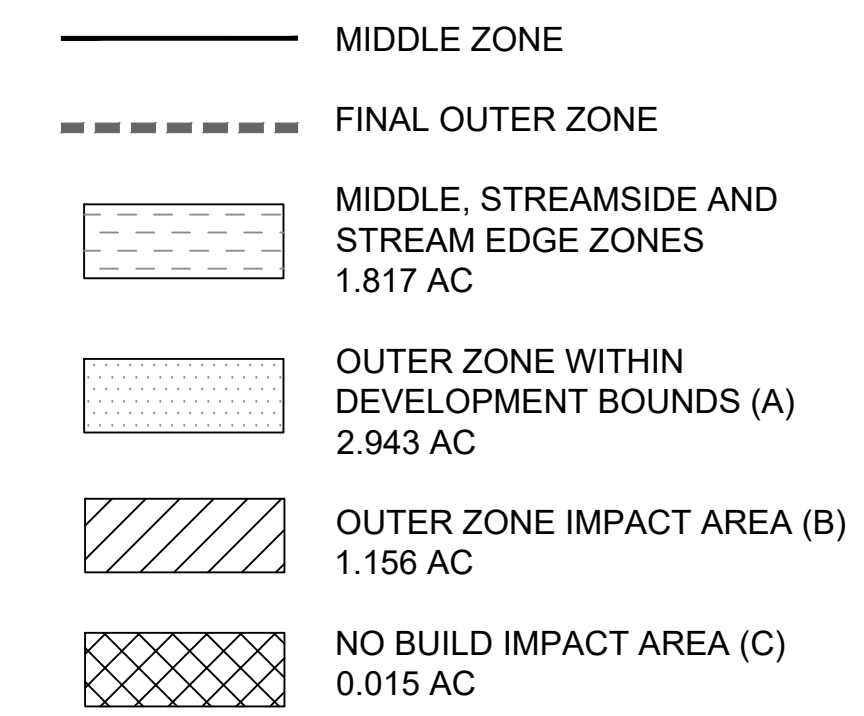 MIDDLE ZONE
FINAL OUTER ZONE
MIDDLE, STREAMSIDE AND
STREAM EDGE ZONES
1.817 AC
OUTER ZONE WITHIN
DEVELOPMENT BOUNDS (A)
2.943 AC
OUTER ZONE IMPACT AREA (B)
1.156 AC
NO BUILD IMPACT AREA (C)
0.015 AC